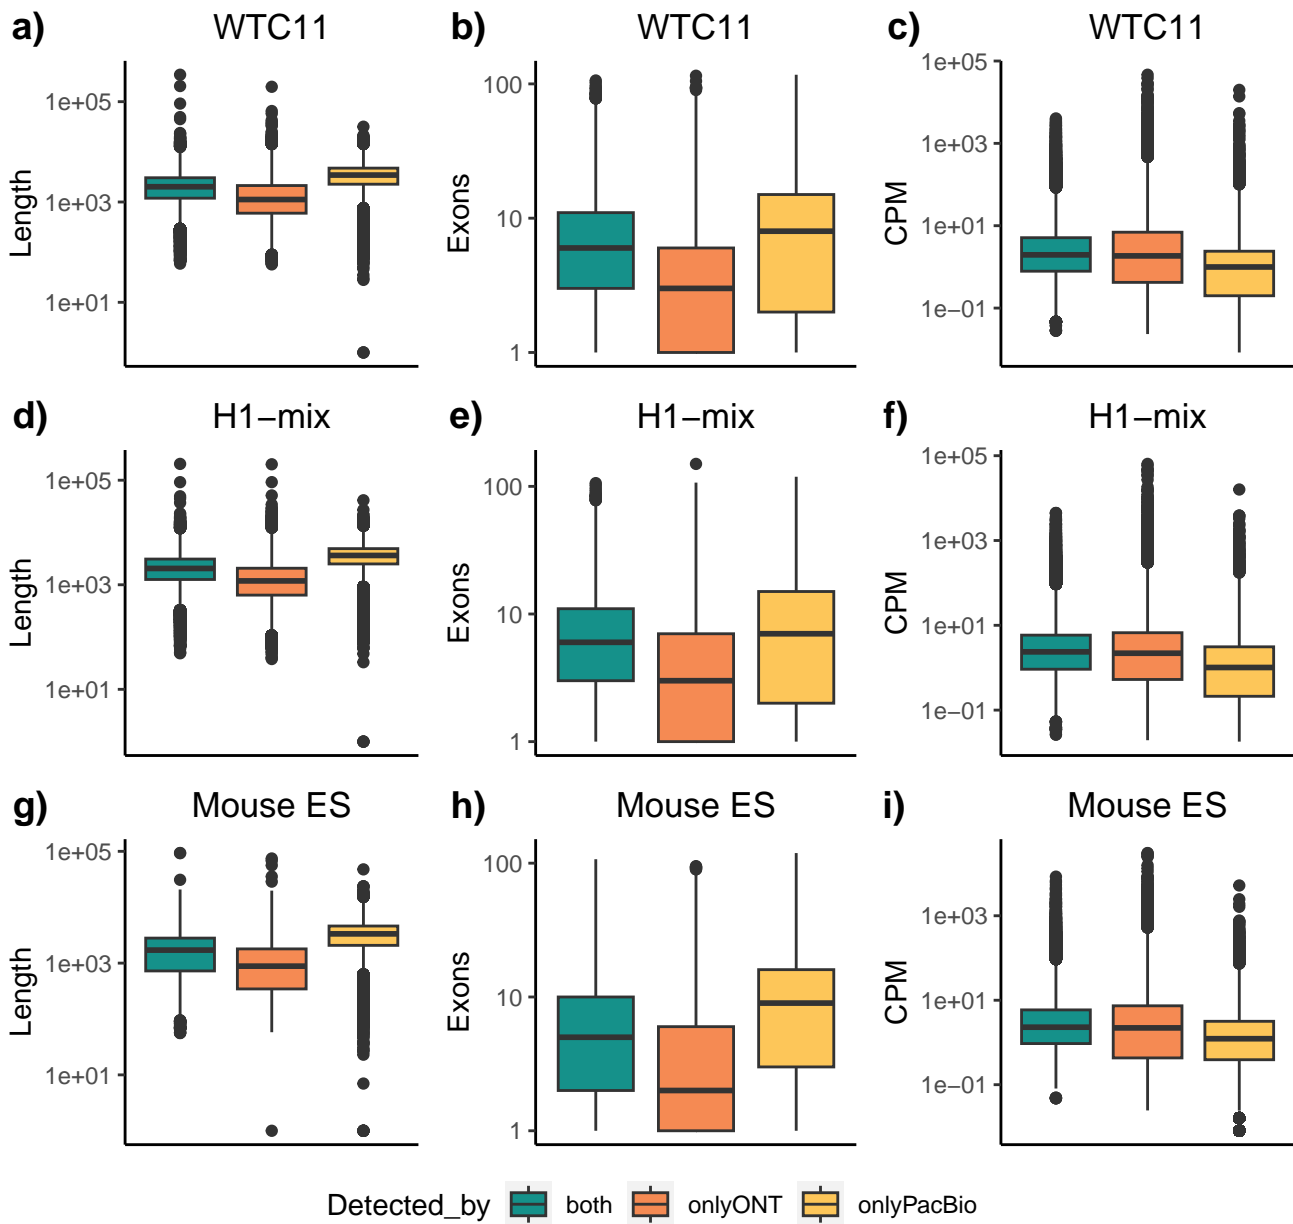 a) WTC11
Length
1e+05
1e+03
1e+01
b) WTC11
Exons
100
10
1
c) WTC11
CPM
1e+05
1e+03
1e+01
1e−01
d) H1−mix
Length
1e+05
1e+03
1e+01
e) H1−mix
Exons
100
10
1
f) H1−mix
CPM
1e+05
1e+03
1e+01
1e−01
g) Mouse ES
Length
1e+05
1e+03
1e+01
h) Mouse ES
Exons
100
10
1
i) Mouse ES
CPM
1e+03
1e+01
1e−01
Detected_by both onlyONT onlyPacBio